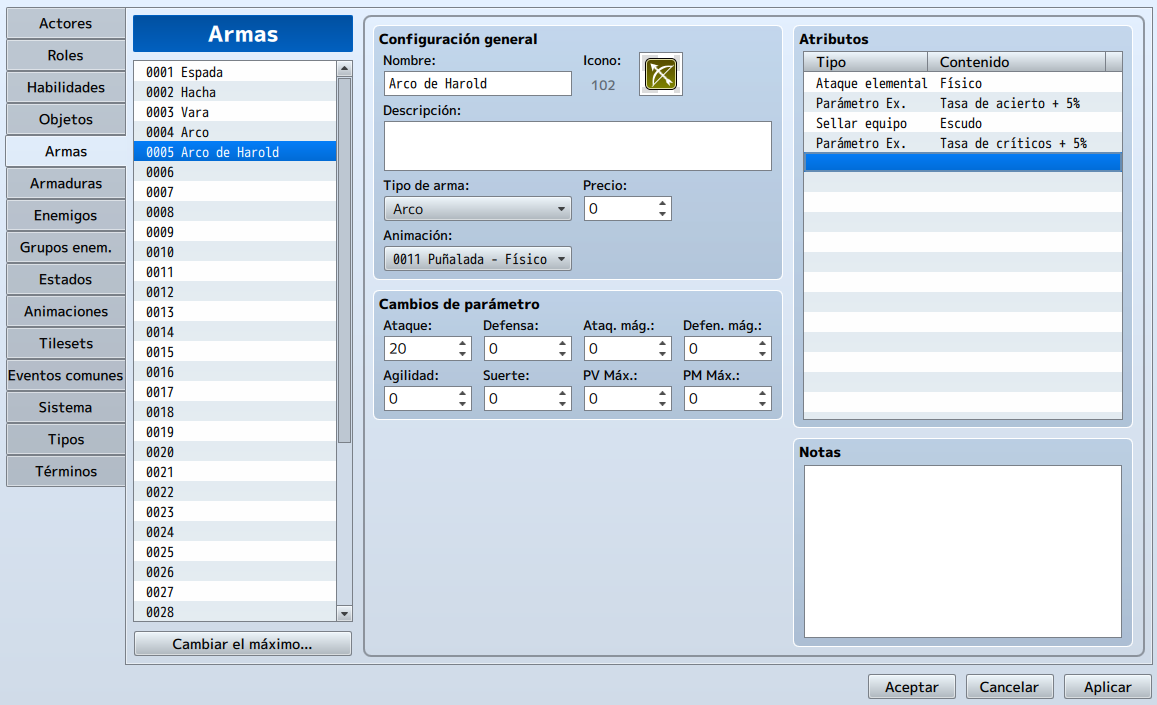 Actores
Roles
Habilidades
Objetos
Armas
Armaduras
Enemigos
Grupos enem.
Estados
Animaciones
Tilesets
Eventos comunes
Sistema
Tipos
Términos
Armas
0001 Espada
0002 Hacha
0003 Vara
0004 Arco
0005 Arco de Harold
0006
0007
0008
0009
0010
0011
0012
0013
0014
0015
0016
0017
0018
0019
0020
0021
0022
0023
0024
0025
0026
0027
0028
Cambiar el máximo...
Configuración general
Nombre: Icono:
Arco de Harold 102
Descripción:
Tipo de arma: Precio:
Arco 0
Animación:
0011 Puñalada - Físico
Cambios de parámetro
Ataque: Defensa: Ataq. mág.: Defen. mág.:
20 0 0 0
Agilidad: Suerte: PV Máx.: PM Máx.:
0 0 0 0
Atributos
Tipo Contenido
Ataque elemental Físico
Parámetro Ex. Tasa de acierto + 5%
Sellar equipo Escudo
Parámetro Ex. Tasa de críticos + 5%
Notas
Aceptar Cancelar Aplicar